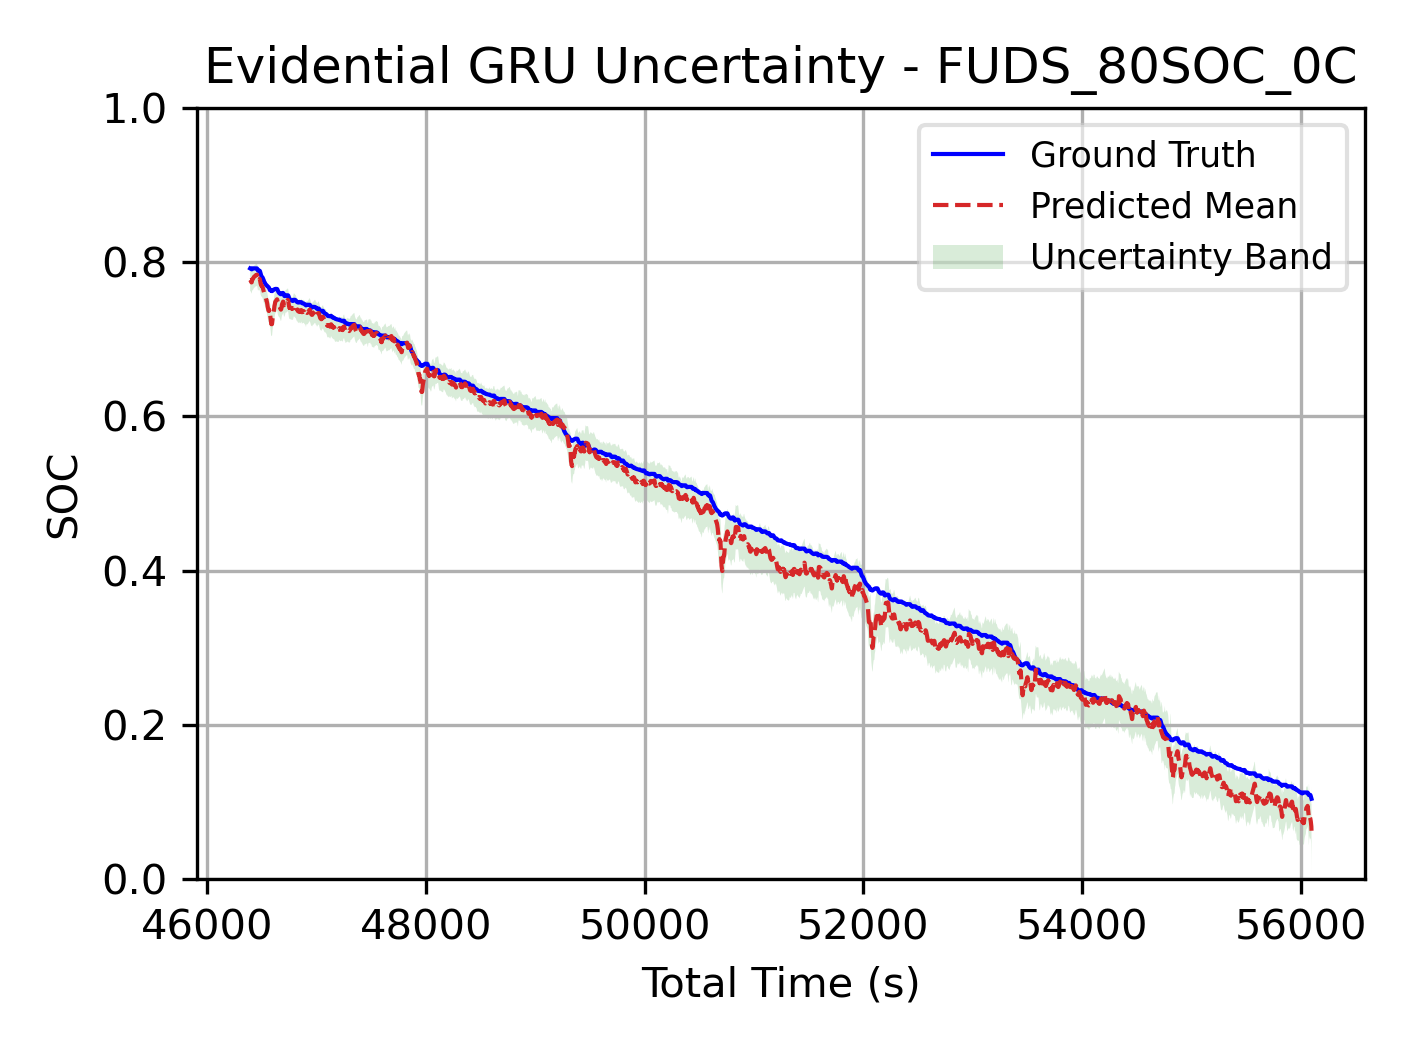 Evidential GRU Uncertainty - FUDS_80SOC_0C
1.0
0.8
0.6
0.4
0.2
0.0
SOC
Ground Truth
Predicted Mean
Uncertainty Band
46000 48000 50000 52000 54000 56000
Total Time (s)